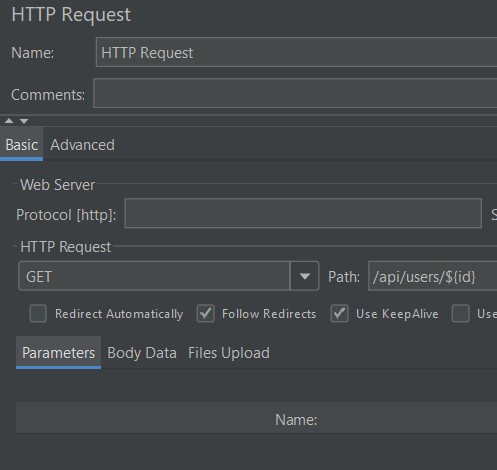 HTTP Request
Name: HTTP Request
Comments:
Basic Advanced
Web Server
Protocol [http]: S
HTTP Request
GET Path: /api/users/${id}
Redirect Automatically Follow Redirects Use KeepAlive Use
Parameters Body Data Files Upload
Name: